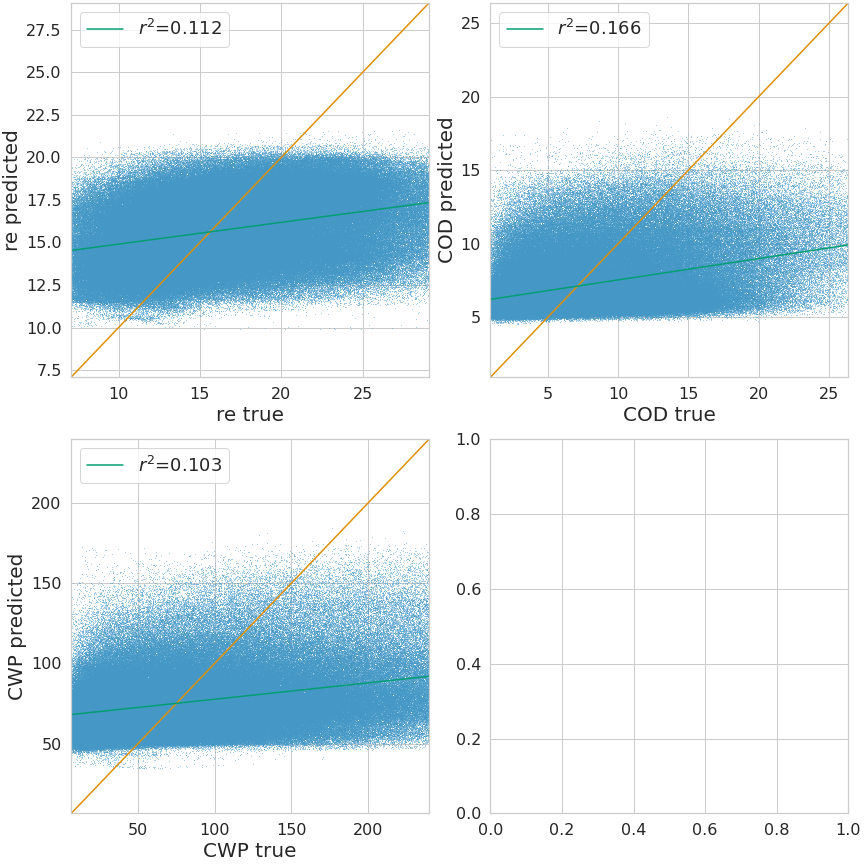 r²=0.112
27.5
25.0
22.5
20.0
17.5
15.0
12.5
10.0
7.5
re predicted
10 15 20 25
re true
r²=0.166
25
20
15
10
5
COD predicted
5 10 15 20 25
COD true
r²=0.103
200
150
100
50
CWP predicted
50 100 150 200
CWP true
1.0
0.8
0.6
0.4
0.2
0.0
0.0 0.2 0.4 0.6 0.8 1.0